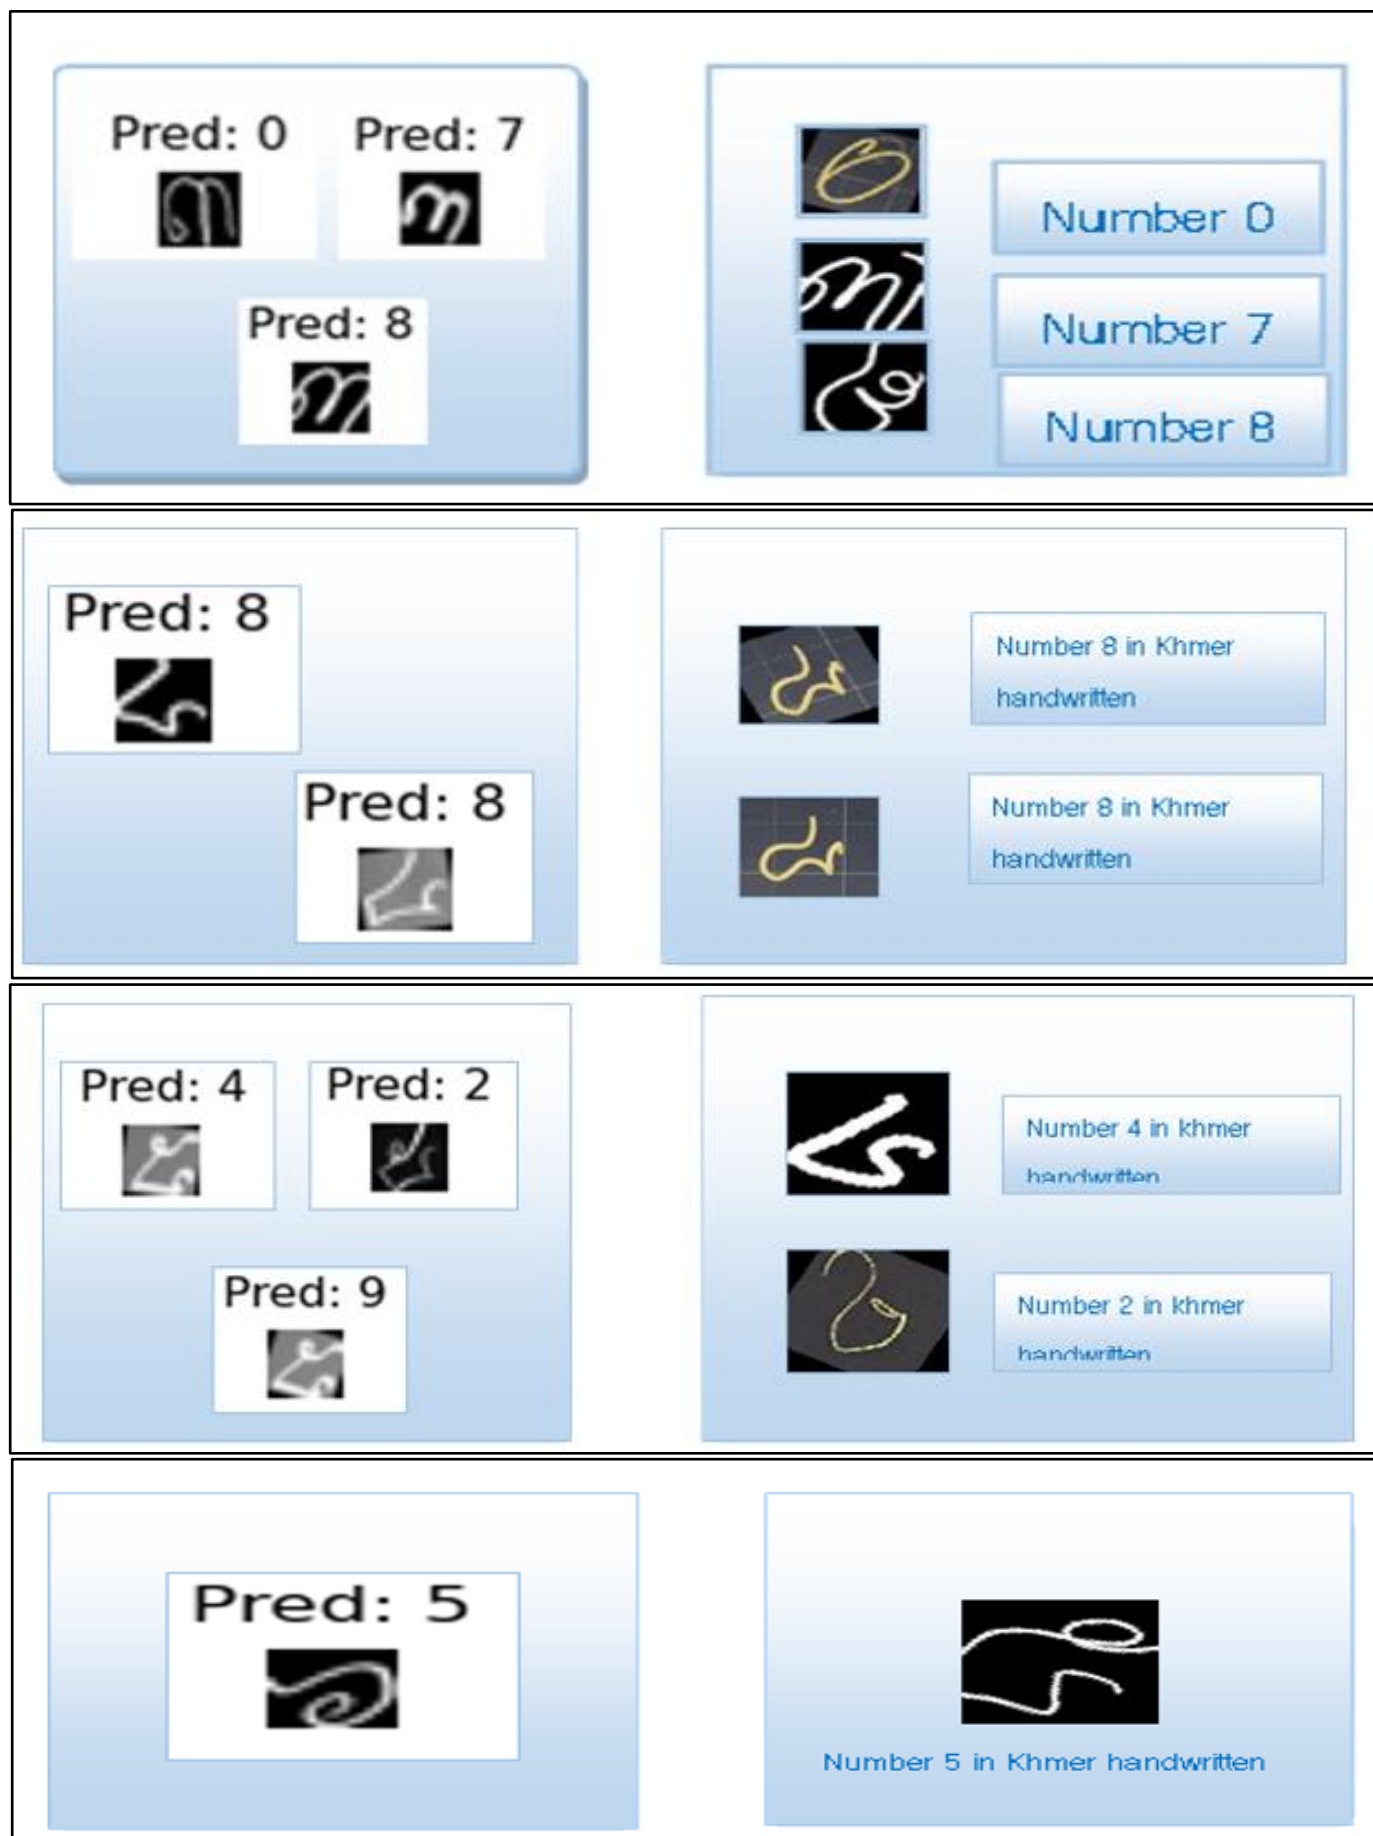 Pred: 0
Pred: 7
Pred: 8
Number 0
Number 7
Number 8
Pred: 8
Pred: 8
Number 8 in Khmer
handwritten
Number 8 in Khmer
handwritten
Pred: 4
Pred: 2
Pred: 9
Number 4 in khmer
handwritten
Number 2 in khmer
handwritten
Pred: 5
Number 5 in Khmer handwritten